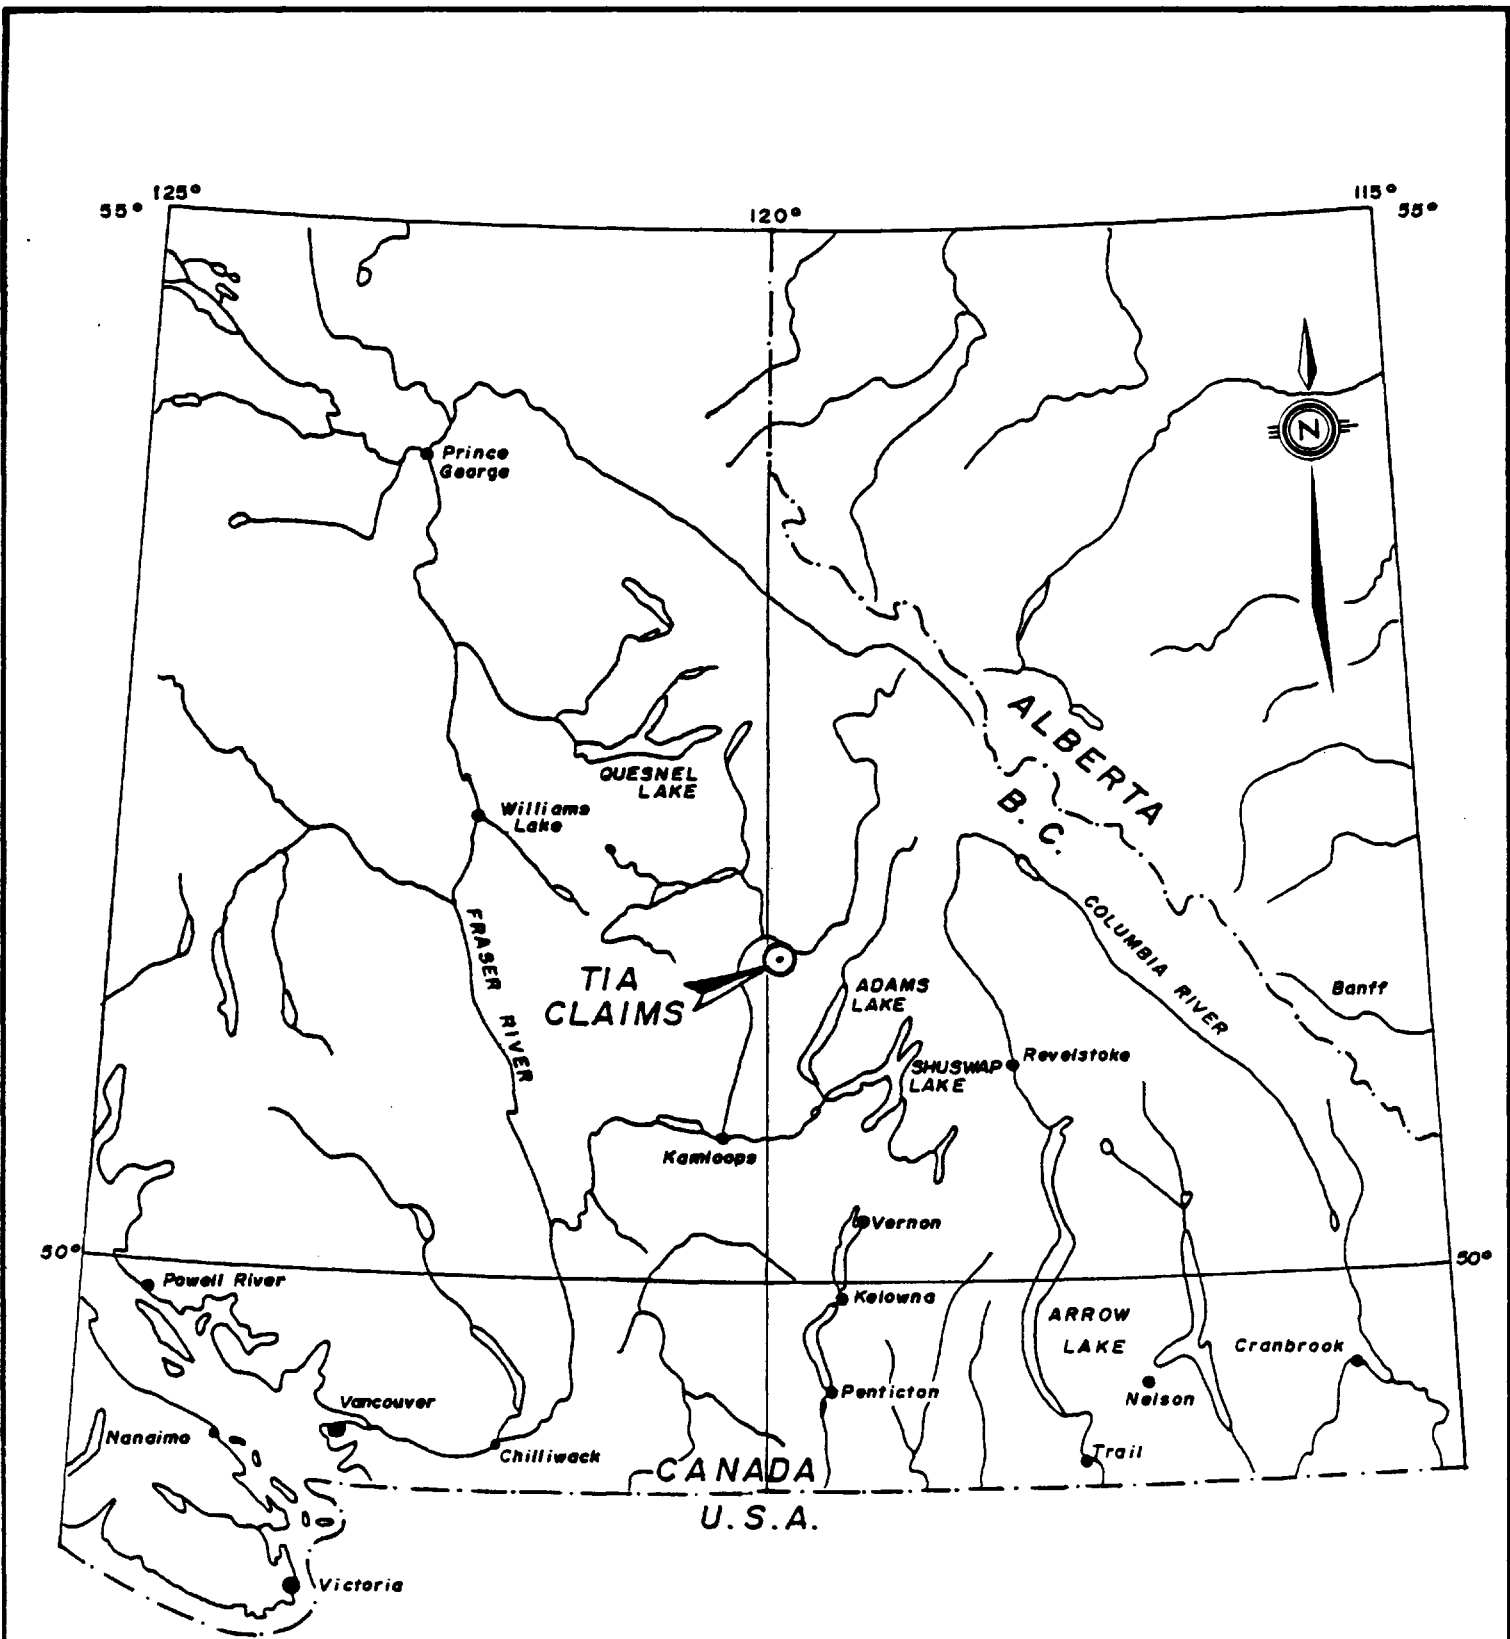 125°
55°
120°
115°
55°
Prince
George
ALBERTA
B. C.
QUESNEL
LAKE
Williams
Lake
COLUMBIA RIVER
FRASER RIVER
TIA
CLAIMS
ADAMS
LAKE
Banff
SHUSWAP
LAKE
Revelstoke
Kamloops
Vernon
50°
50°
Powell River
Kelowna
ARROW
LAKE
Cranbrook
Penticton
Nelson
Vancouver
Nanaimo
Chilliwack
Trail
CANADA
U.S.A.
Victoria
N